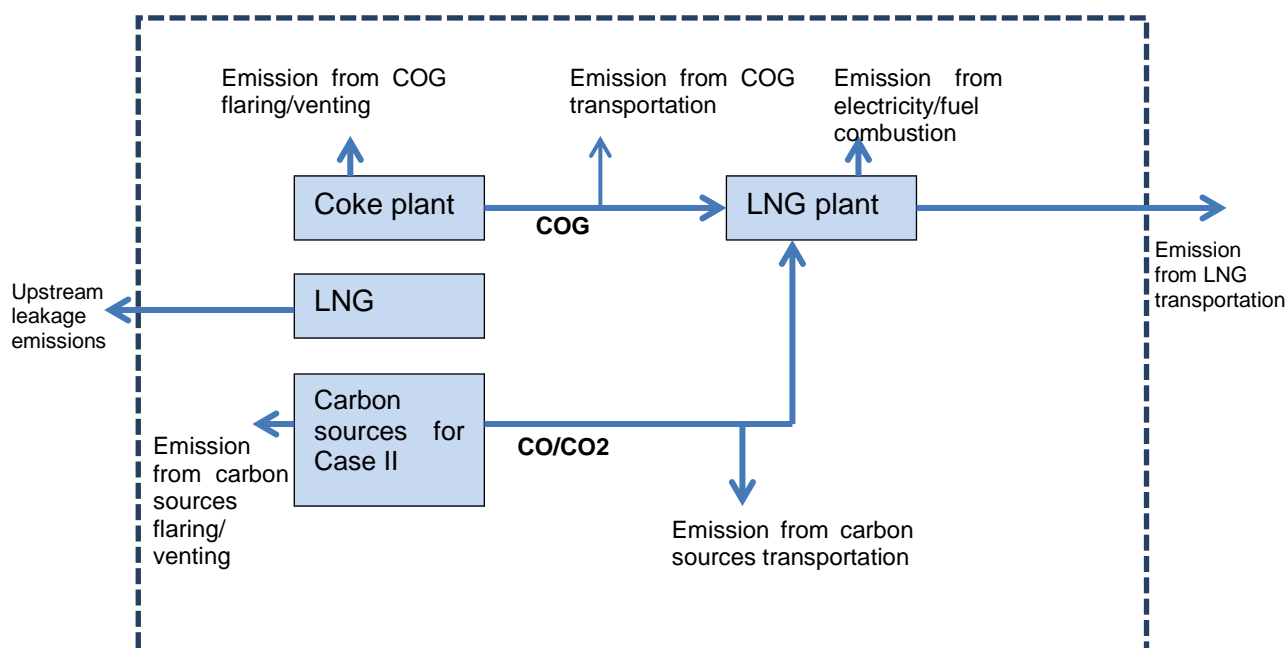 Emission from COG
flaring/venting
Emission from COG
transportation
Emission from
electricity/fuel
combustion
Coke plant
COG
LNG plant
Emission
from LNG
transportation
Upstream
leakage
emissions
LNG
Carbon
sources for
Case II
CO/CO2
Emission
from carbon
sources
flaring/
venting
Emission from carbon
sources transportation